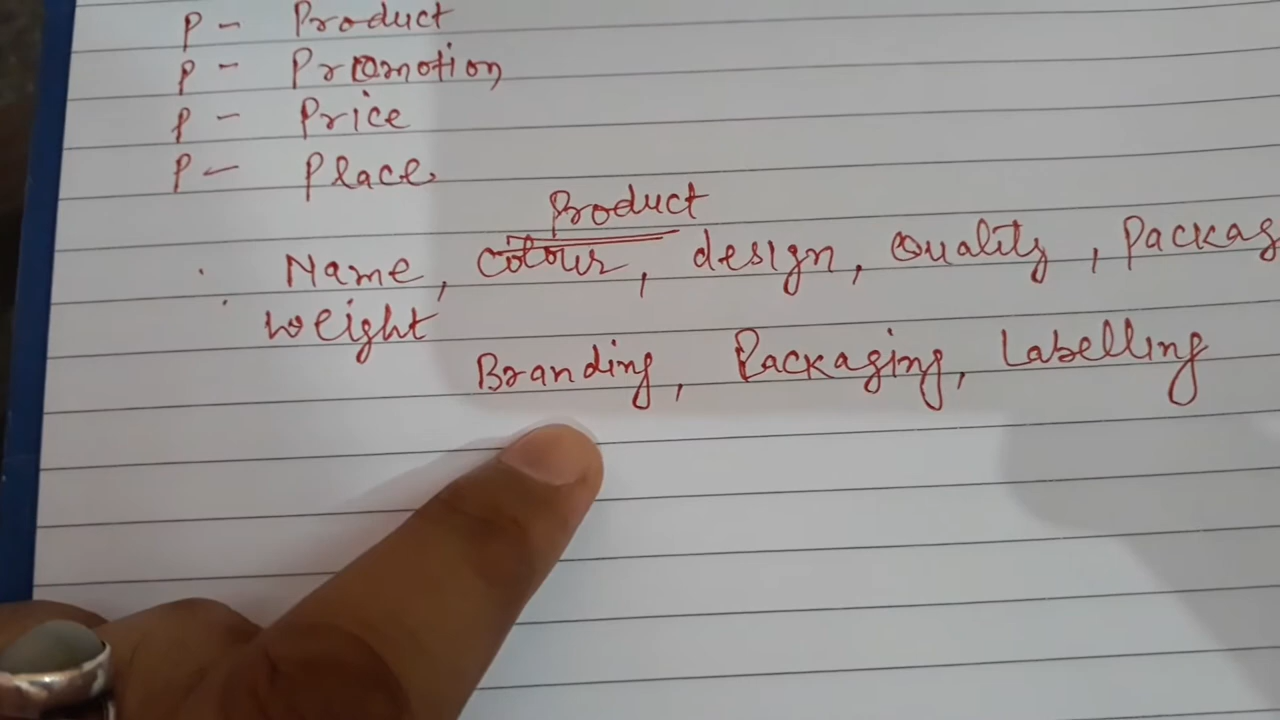 P - Product
P - Promotion
P - Price
P - Place
Product
Name, colour, design, Quality, Packag
weight
Branding, Packaging, Labelling